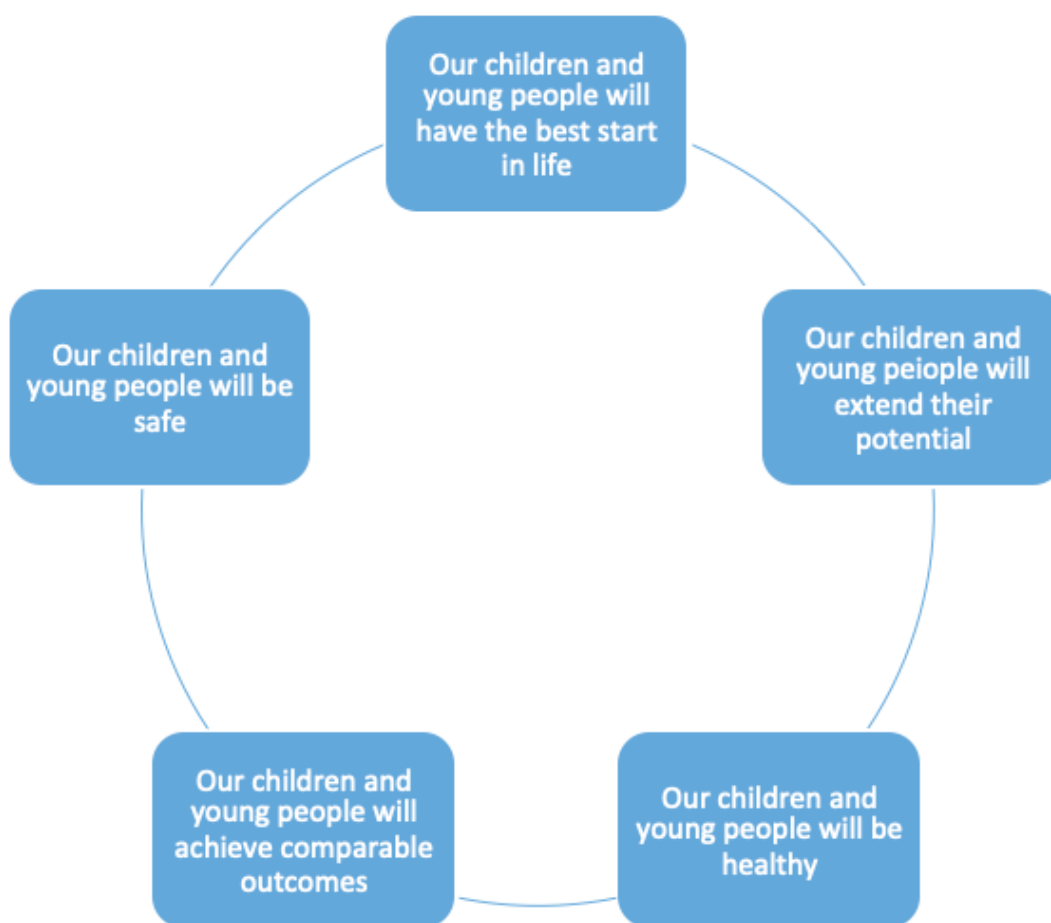 Our children and
young people will
have the best start
in life
Our children and
young peiople will
extend their
potential
Our children and
young people will be
healthy
Our children and
young people will
achieve comparable
outcomes
Our children and
young people will be
safe